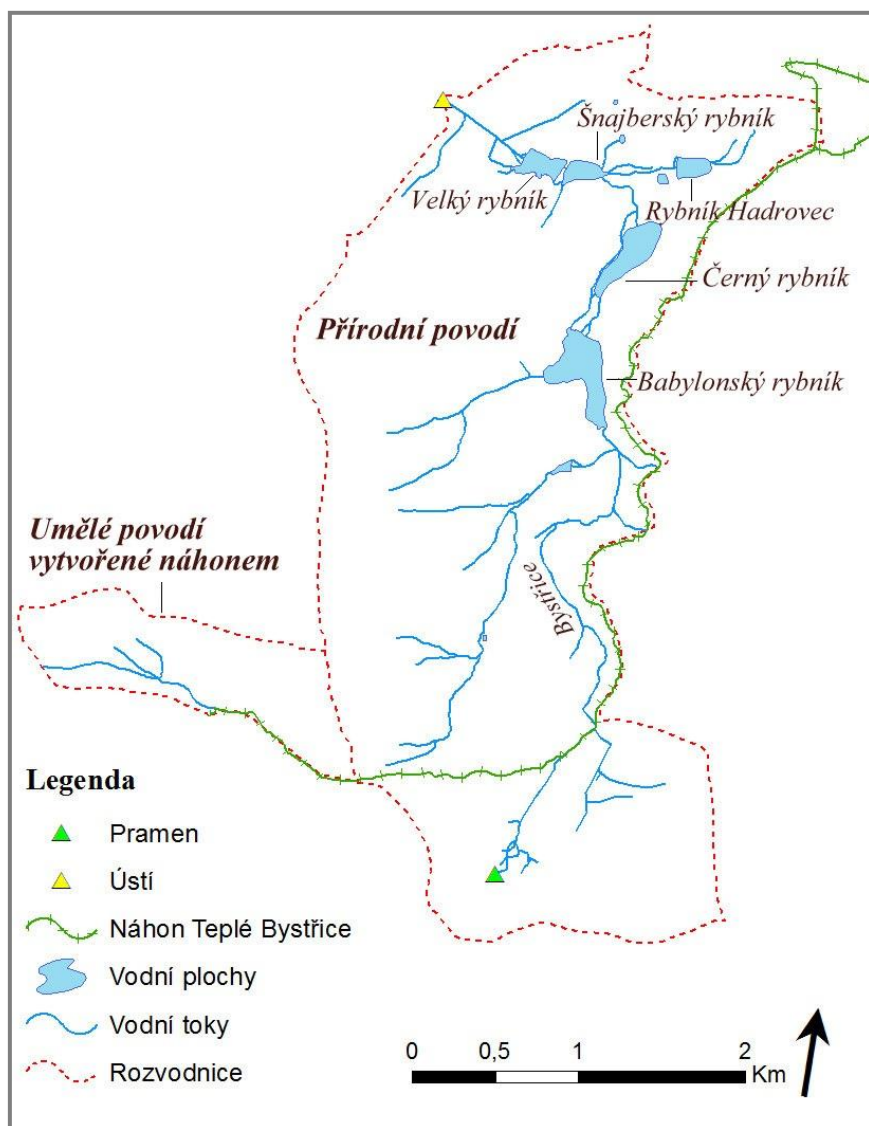 Šnajberský rybník
Velký rybník
Rybník Hadrovec
Černý rybník
Přírodní povodí
Babylonský rybník
Umělé povodí
vytvořené náhonem
Bystřice
Legenda
Pramen
Ústí
Náhon Teplé Bystřice
Vodní plochy
Vodní toky
Rozvodnice
0 0,5 1 2
Km